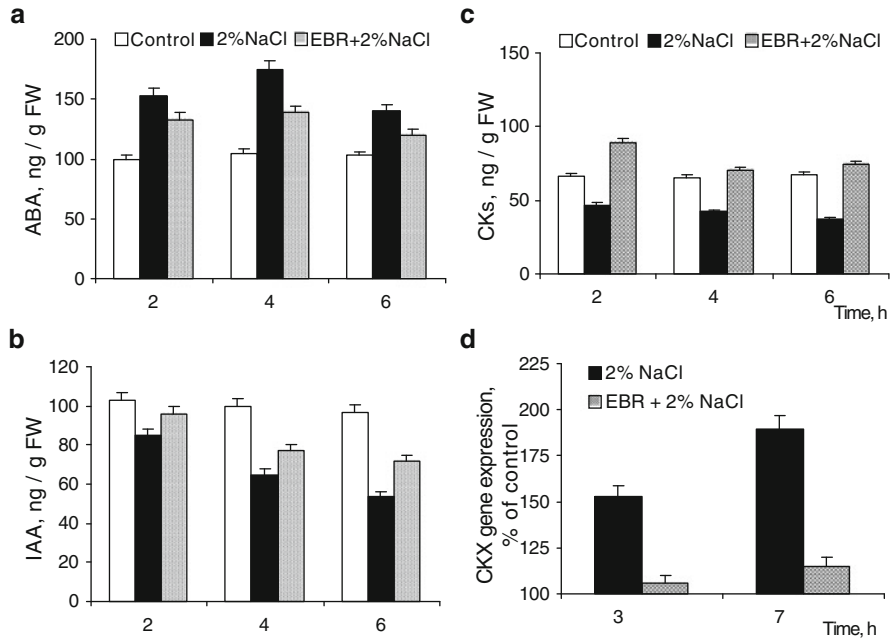 a
Control 2%NaCl EBR+2%NaCl
ABA, ng / g FW
200
150
100
50
0
2 4 6
b
IAA, ng / g FW
120
100
80
60
40
20
0
2 4 6
c
Control 2%NaCl EBR+2%NaCl
CKs, ng / g FW
150
100
50
0
2 4 6
Time, h
d
2% NaCl
EBR + 2% NaCl
CKX gene expression,
% of control
225
200
175
150
125
100
3 7
Time, h